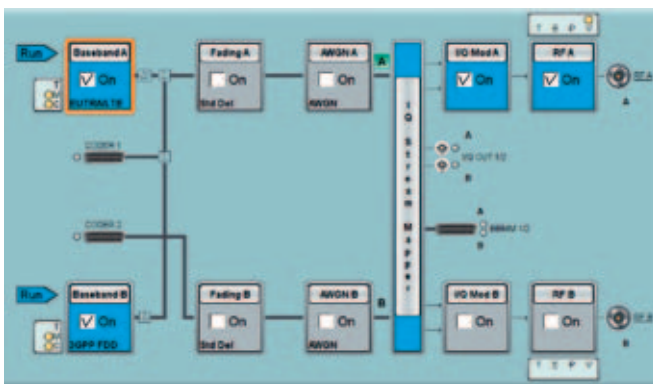 Run
Baseband A
On
EUTRA/LTE
Fading A
On
Std Del
AWGN A
On
AWGN
A
I/Q Mod A
On
RF A
On
RF A
A
CODER 1
CODER 2
IQ Stream Mapper
A
I/Q OUT 1/2
B
A
BBMM 1/2
B
Run
Baseband B
On
3GPP FDD
Fading B
On
Std Del
AWGN B
On
AWGN
B
I/Q Mod B
On
RF B
On
RF B
B